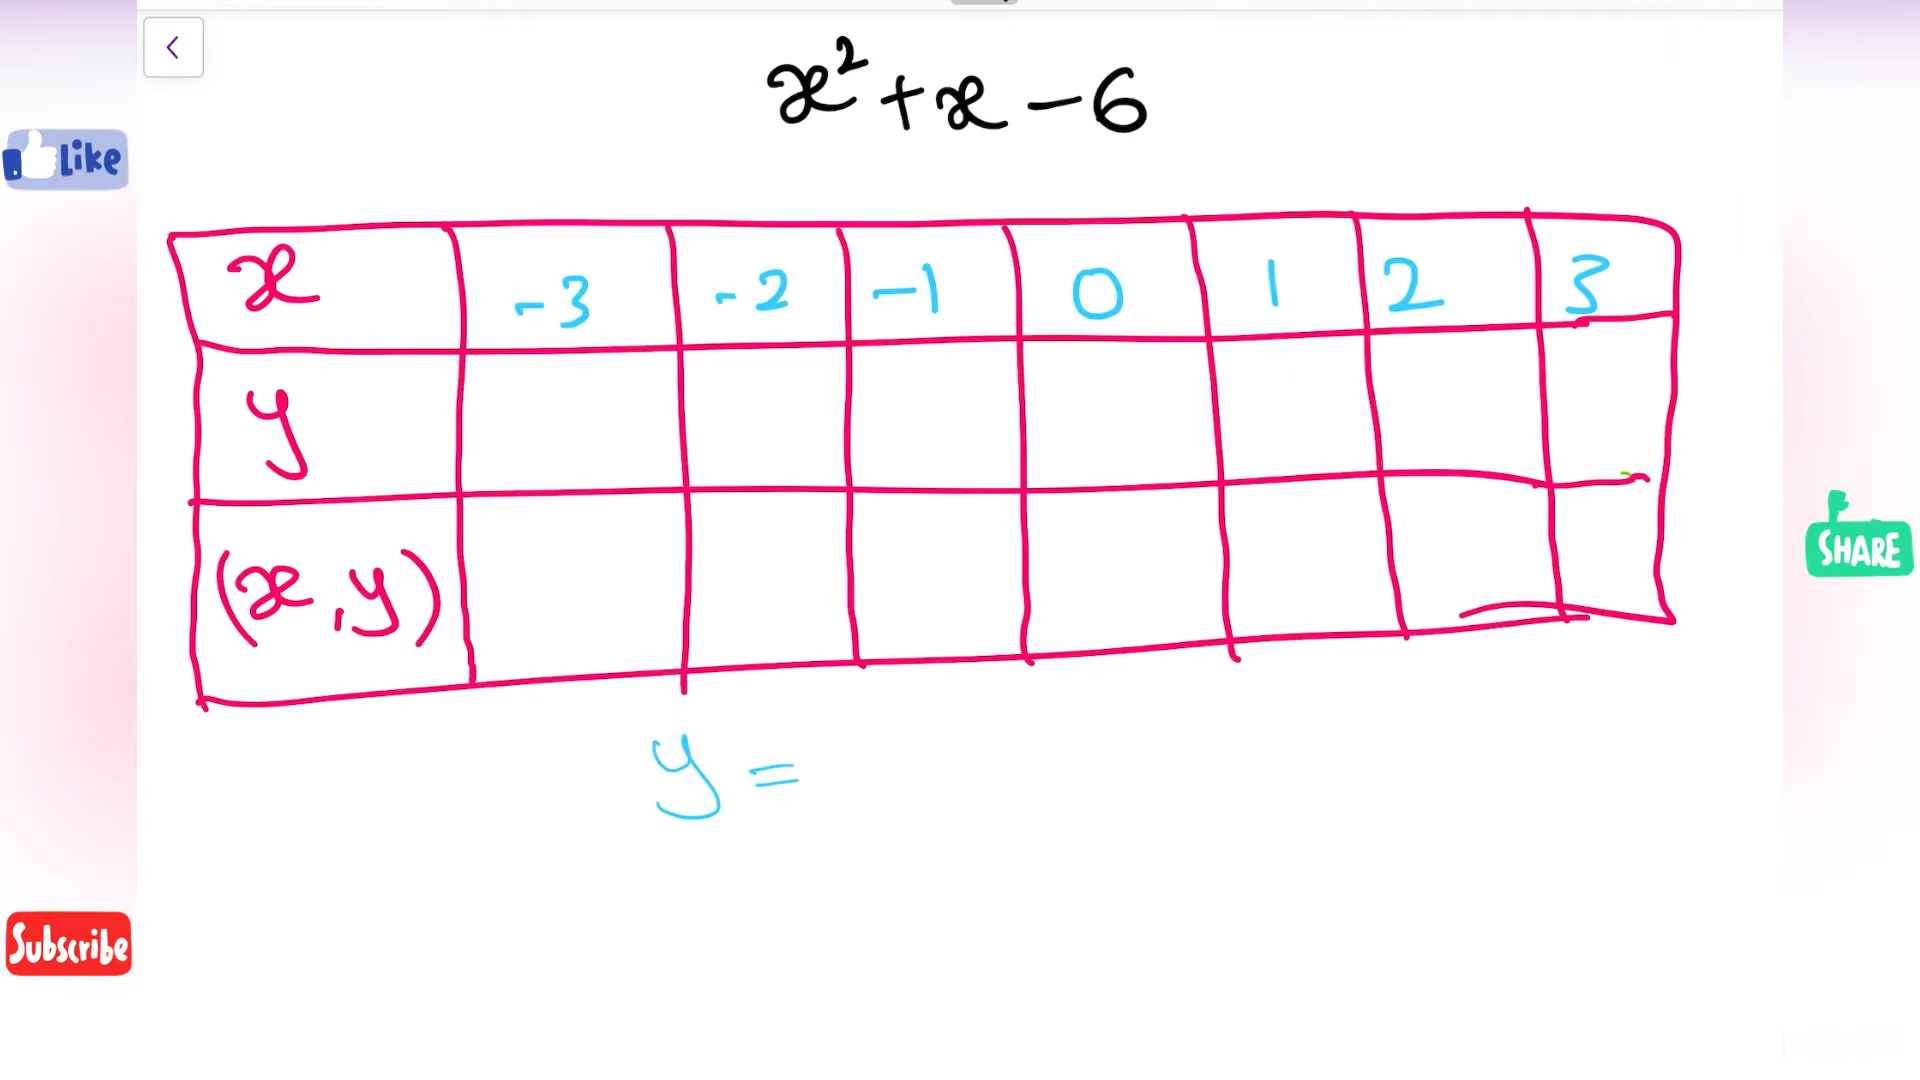 x² + x - 6
Like
x -3 -2 -1 0 1 2 3
y
(x, y)
SHARE
y =
Subscribe